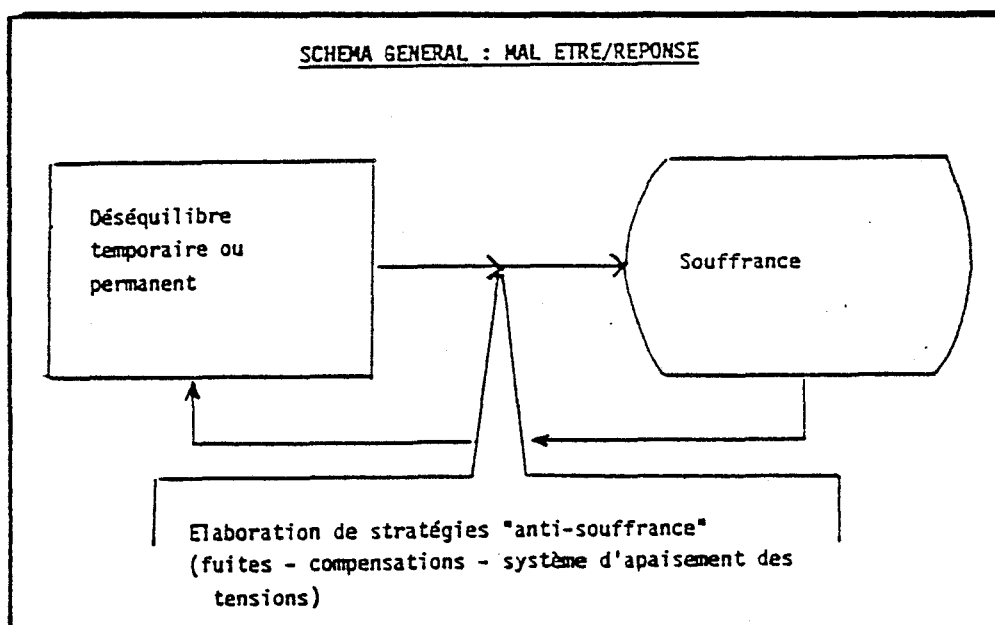 SCHEMA GENERAL : MAL ETRE/REPONSE
Déséquilibre
temporaire ou
permanent
Souffrance
Elaboration de stratégies "anti-souffrance"
(fuites - compensations - système d'apaisement des
tensions)